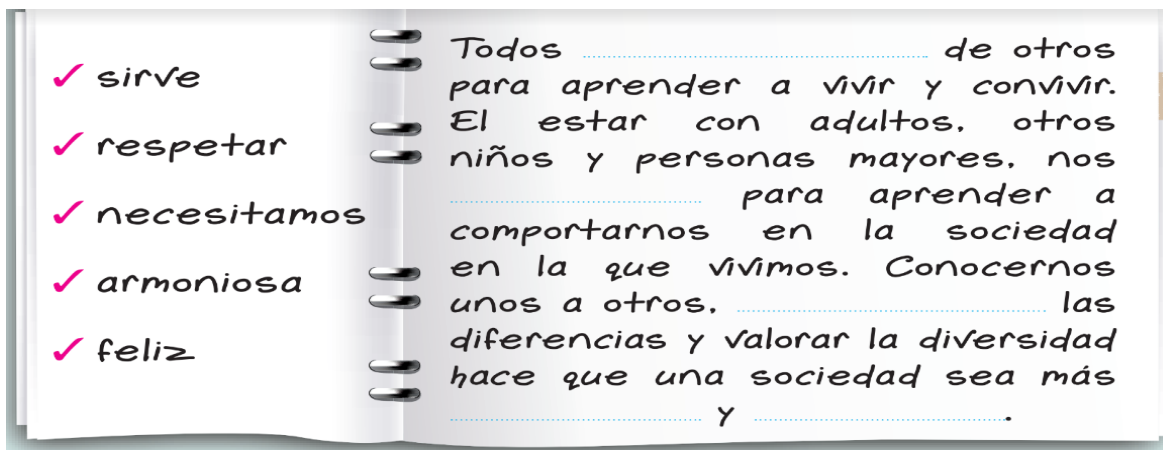 ✓ sirve
✓ respetar
✓ necesitamos
✓ armoniosa
✓ feliz
Todos ........................ de otros
para aprender a vivir y convivir.
El estar con adultos, otros
niños y personas mayores, nos
........................ para aprender a
comportarnos en la sociedad
en la que vivimos. Conocernos
unos a otros, ........................ las
diferencias y valorar la diversidad
hace que una sociedad sea más
........................ y .........................